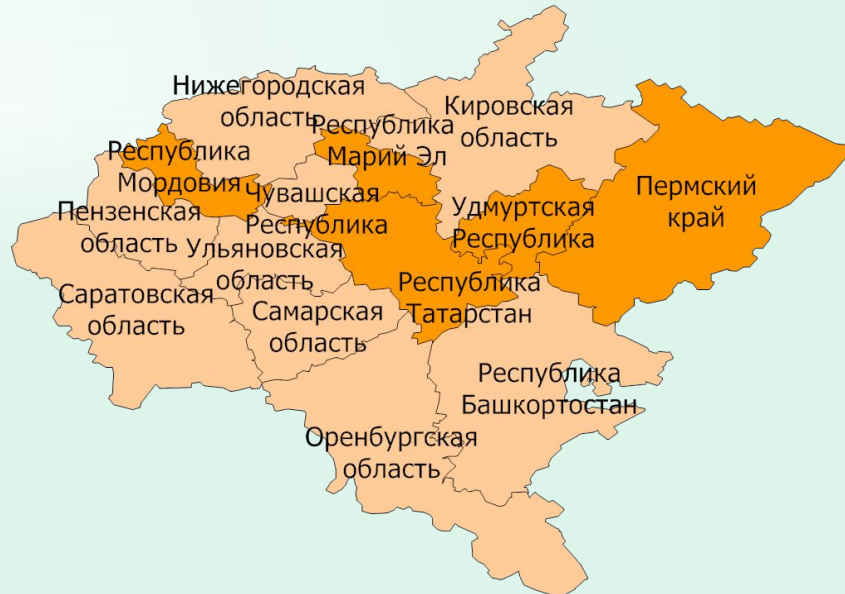 Нижегородская
область
Кировская
область
Республика
Марий Эл
Республика
Мордовия
Чувашская
Республика
Удмуртская
Республика
Пермский
край
Пензенская
область
Ульяновская
область
Саратовская
область
Самарская
область
Республика
Татарстан
Республика
Башкортостан
Оренбургская
область